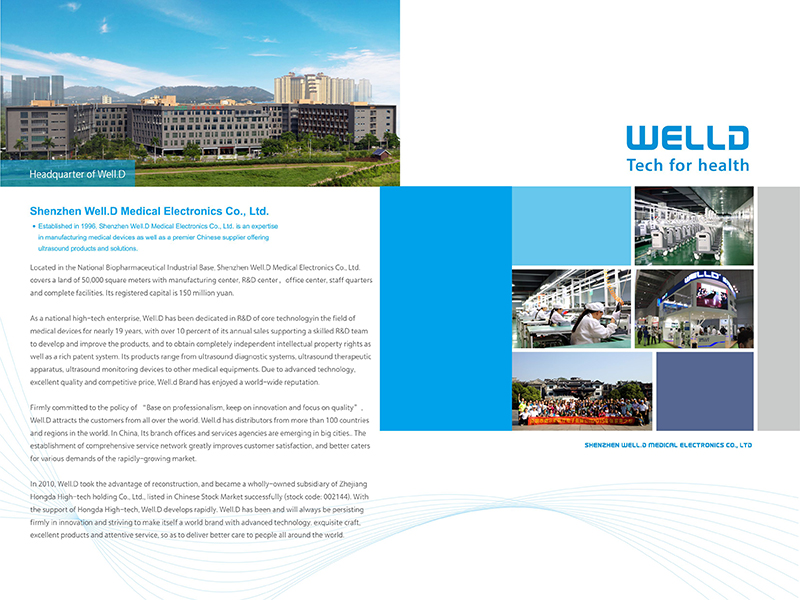 Headquarter of Well.D
Shenzhen Well.D Medical Electronics Co., Ltd.
• Established in 1996, Shenzhen Well.D Medical Electronics Co., Ltd. is an expertise
in manufacturing medical devices as well as a premier Chinese supplier offering
ultrasound products and solutions.
Located in the National Biopharmaceutical Industrial Base, Shenzhen Well.D Medical Electronics Co., Ltd.
covers a land of 50,000 square meters with manufacturing center, R&D center，office center, staff quarters
and complete facilities. Its registered capital is 150 million yuan.
As a national high-tech enterprise, Well.D has been dedicated in R&D of core technologyin the field of
medical devices for nearly 19 years, with over 10 percent of its annual sales supporting a skilled R&D team
to develop and improve the products, and to obtain completely independent intellectual property rights as
well as a rich patent system. Its products range from ultrasound diagnostic systems, ultrasound therapeutic
apparatus, ultrasound monitoring devices to other medical equipments. Due to advanced technology,
excellent quality and competitive price, Well.d Brand has enjoyed a world-wide reputation.
Firmly committed to the policy of “Base on professionalism, keep on innovation and focus on quality”,
Well.D attracts the customers from all over the world. Well.d has distributors from more than 100 countries
and regions in the world. In China, Its branch offices and services agencies are emerging in big cities.. The
establishment of comprehensive service network greatly improves customer satisfaction, and better caters
for various demands of the rapidly-growing market.
In 2010, Well.D took the advantage of reconstruction, and became a wholly-owned subsidiary of Zhejiang
Hongda High-tech holding Co., Ltd., listed in Chinese Stock Market successfully (stock code: 002144). With
the support of Hongda High-tech, Well.D develops rapidly. Well.D has been and will always be persisting
firmly in innovation and striving to make itself a world brand with advanced technology, exquisite craft,
excellent products and attentive service, so as to deliver better care to people all around the world.
WELLD
Tech for health
WELLD
SHENZHEN WELL.D MEDICAL ELECTRONICS CO., LTD